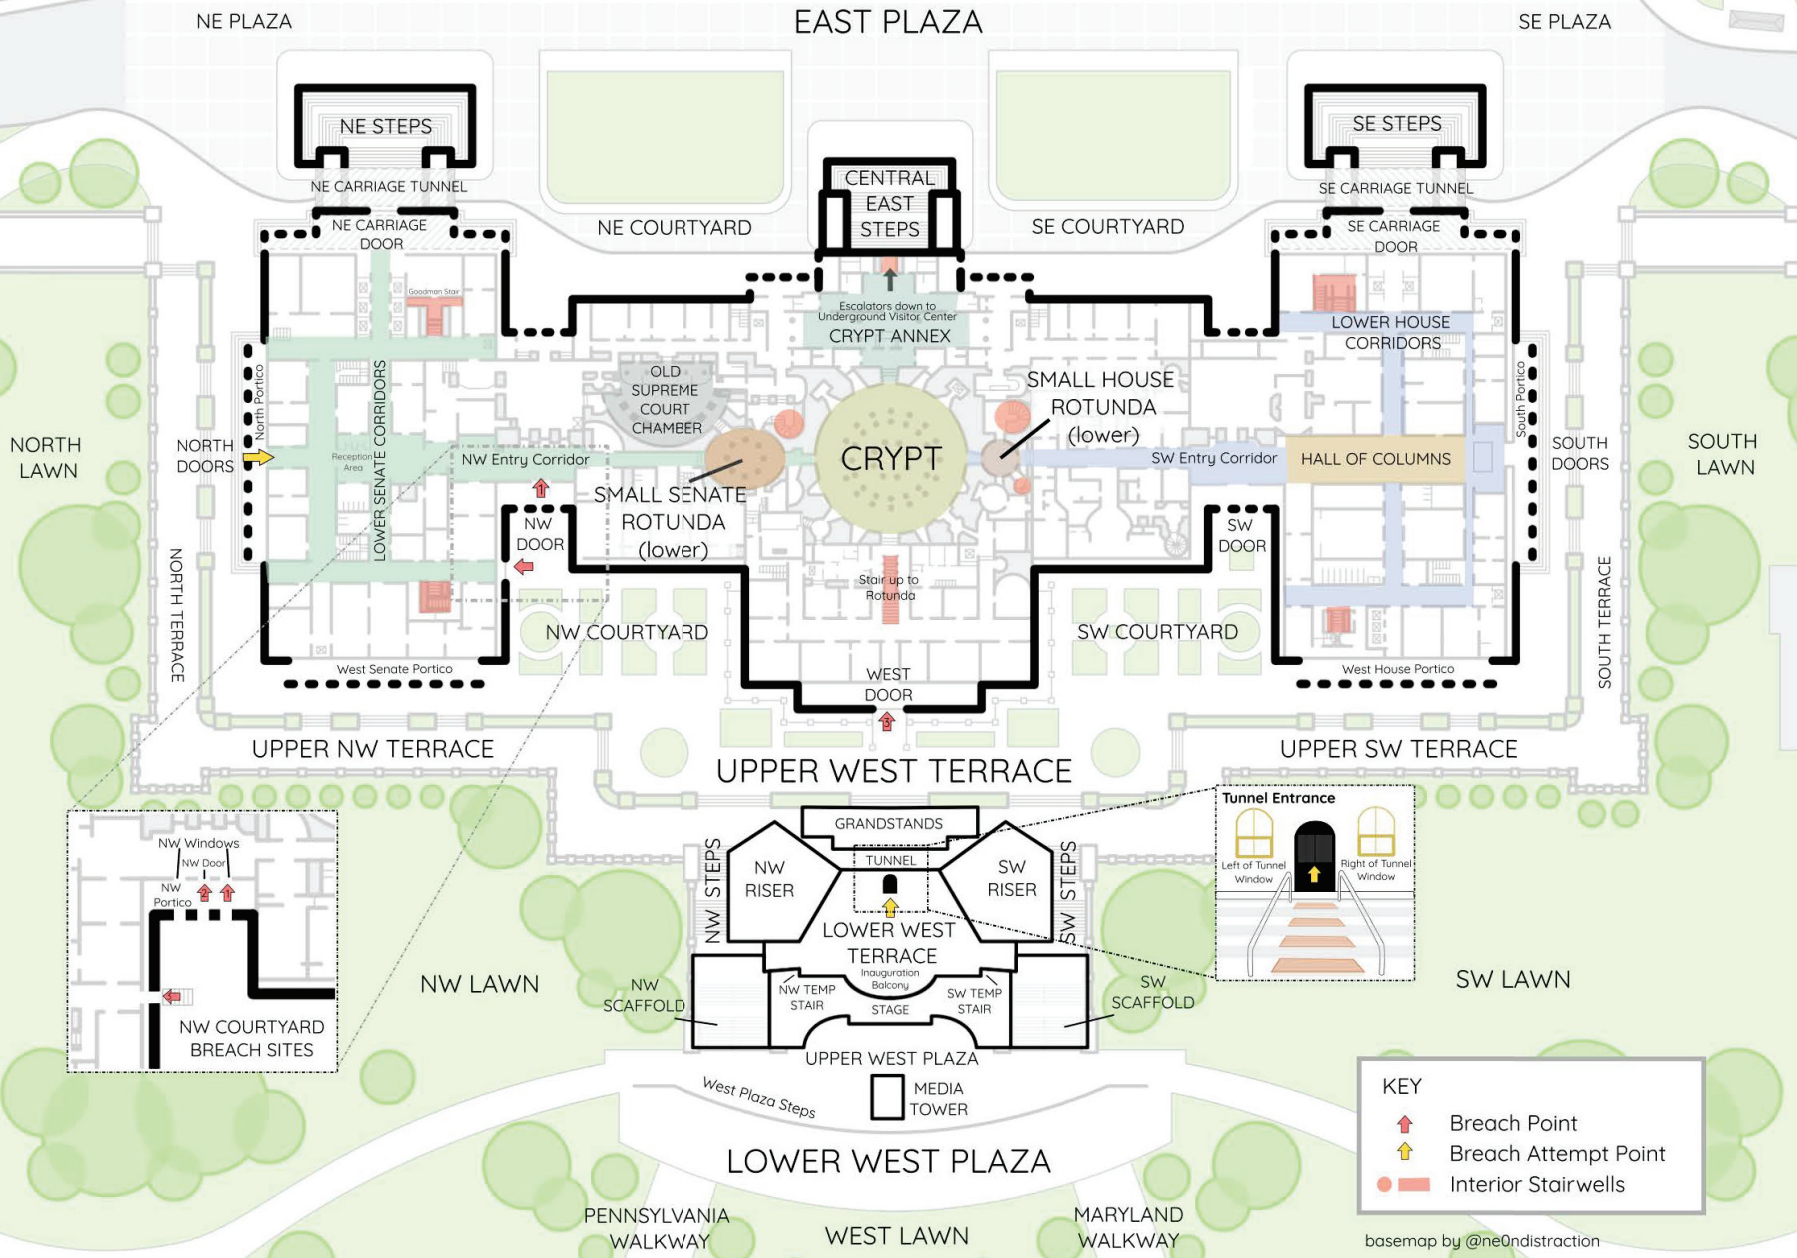 NE PLAZA
EAST PLAZA
SE PLAZA
NE STEPS
SE STEPS
CENTRAL
EAST
STEPS
NE CARRIAGE TUNNEL
SE CARRIAGE TUNNEL
NE CARRIAGE
DOOR
NE COURTYARD
SE COURTYARD
SE CARRIAGE
DOOR
Goodman Stair
Escalators down to
Underground Visitor Center
CRYPT ANNEX
LOWER HOUSE
CORRIDORS
OLD
SUPREME
COURT
CHAMBER
SMALL HOUSE
ROTUNDA
(lower)
North Portico
South Portico
LOWER SENATE CORRIDORS
NORTH
LAWN
NORTH
DOORS
Reception
Area
NW Entry Corridor
CRYPT
SW Entry Corridor
HALL OF COLUMNS
SOUTH
DOORS
SOUTH
LAWN
1
SMALL SENATE
ROTUNDA
(lower)
NW
DOOR
SW
DOOR
Stair up to
Rotunda
NORTH TERRACE
SOUTH TERRACE
NW COURTYARD
SW COURTYARD
West Senate Portico
WEST
DOOR
West House Portico
3
UPPER NW TERRACE
UPPER WEST TERRACE
UPPER SW TERRACE
Tunnel Entrance
Left of Tunnel
Window
Right of Tunnel
Window
GRANDSTANDS
TUNNEL
NW STEPS
NW
RISER
SW
RISER
SW STEPS
LOWER WEST
TERRACE
Inauguration
Balcony
NW TEMP
STAIR
SW TEMP
STAIR
STAGE
NW
SCAFFOLD
SW
SCAFFOLD
NW Windows
NW Door
NW
Portico
2
1
NW COURTYARD
BREACH SITES
NW LAWN
SW LAWN
UPPER WEST PLAZA
West Plaza Steps
MEDIA
TOWER
LOWER WEST PLAZA
PENNSYLVANIA
WALKWAY
WEST LAWN
MARYLAND
WALKWAY
KEY
Breach Point
Breach Attempt Point
Interior Stairwells
basemap by @ne0ndistraction